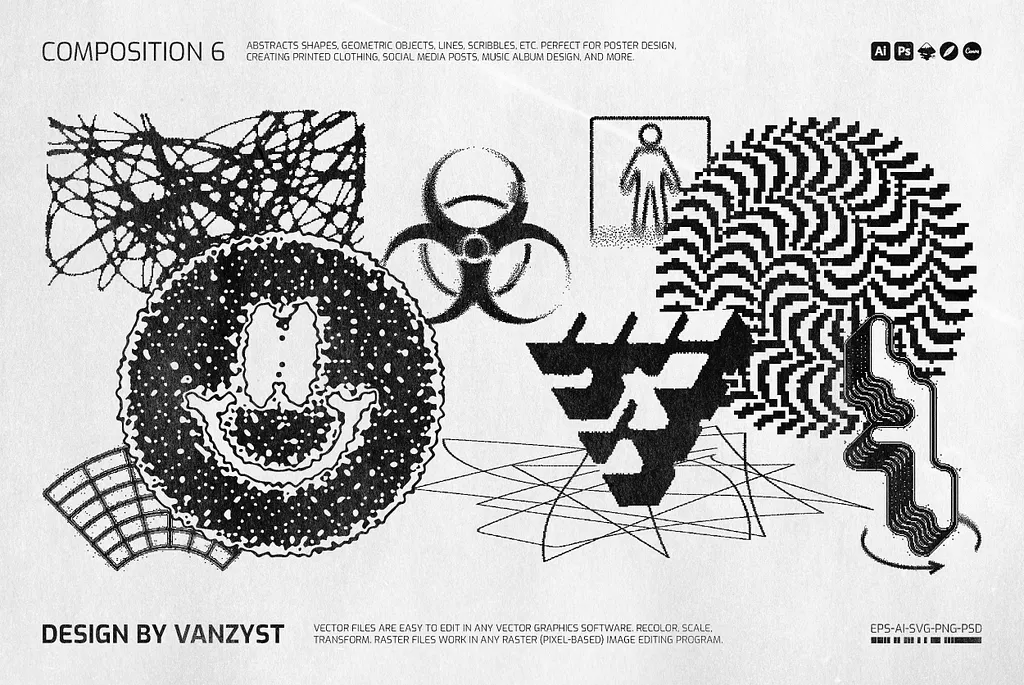 COMPOSITION 6
ABSTRACTS SHAPES, GEOMETRIC OBJECTS, LINES, SCRIBBLES, ETC. PERFECT FOR POSTER DESIGN,
CREATING PRINTED CLOTHING, SOCIAL MEDIA POSTS, MUSIC ALBUM DESIGN, AND MORE.
Ai Ps Canva
DESIGN BY VANZYST
VECTOR FILES ARE EASY TO EDIT IN ANY VECTOR GRAPHICS SOFTWARE. RECOLOR, SCALE,
TRANSFORM. RASTER FILES WORK IN ANY RASTER (PIXEL-BASED) IMAGE EDITING PROGRAM.
EPS-AI-SVG-PNG-PSD